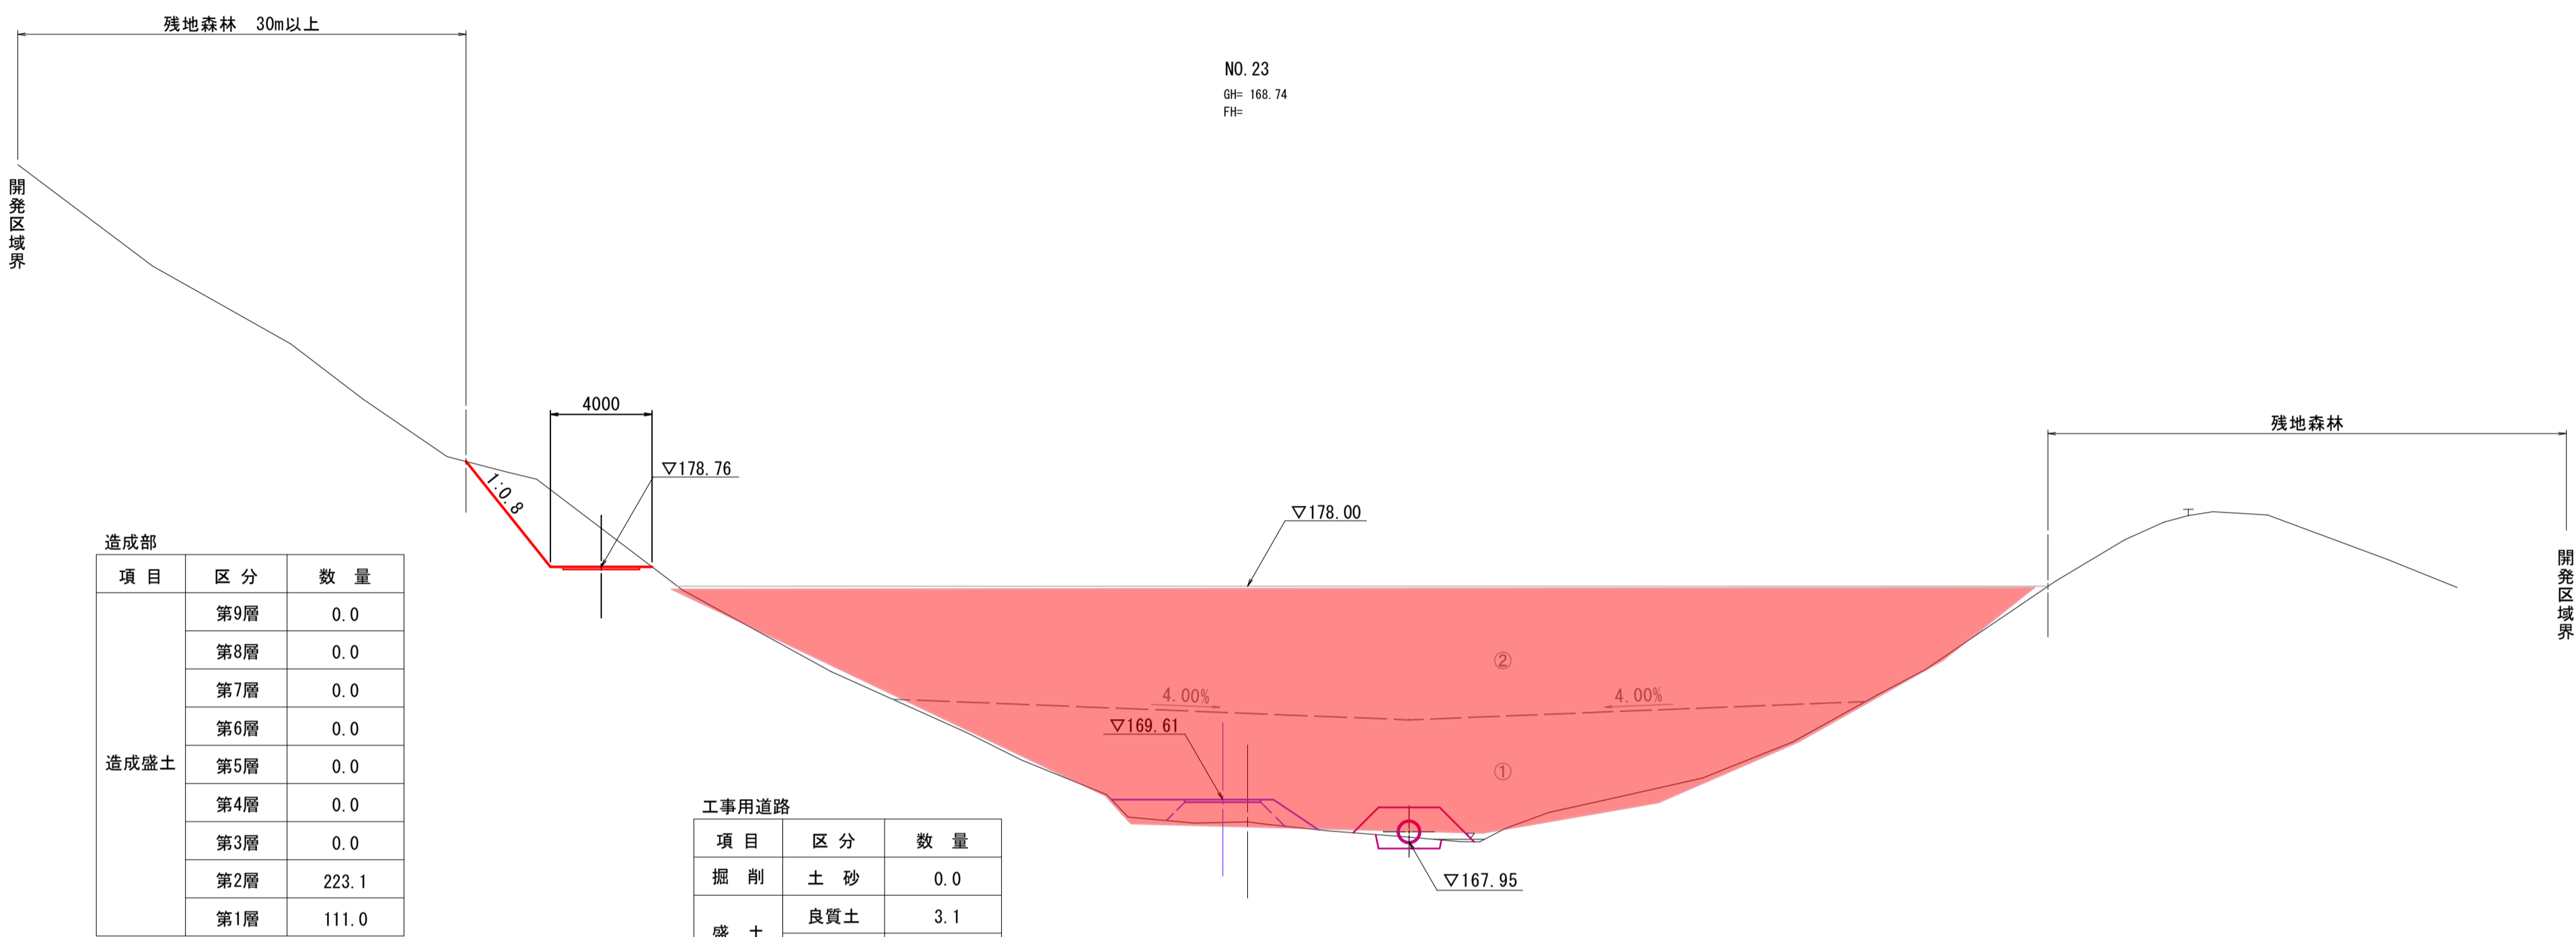 残地森林　30m以上
NO.23
GH= 168.74
FH=
開発区域界
4000
▽178.76
1:0.8
▽178.00
残地森林
開発区域界
造成部
項 目 区 分 数 量
造成盛土
第9層 0.0
第8層 0.0
第7層 0.0
第6層 0.0
第5層 0.0
第4層 0.0
第3層 0.0
第2層 223.1
第1層 111.0
②
4.00%
4.00%
▽169.61
①
▽167.95
工事用道路
項 目 区 分 数 量
掘 削 土 砂 0.0
盛 土 良質土 3.1